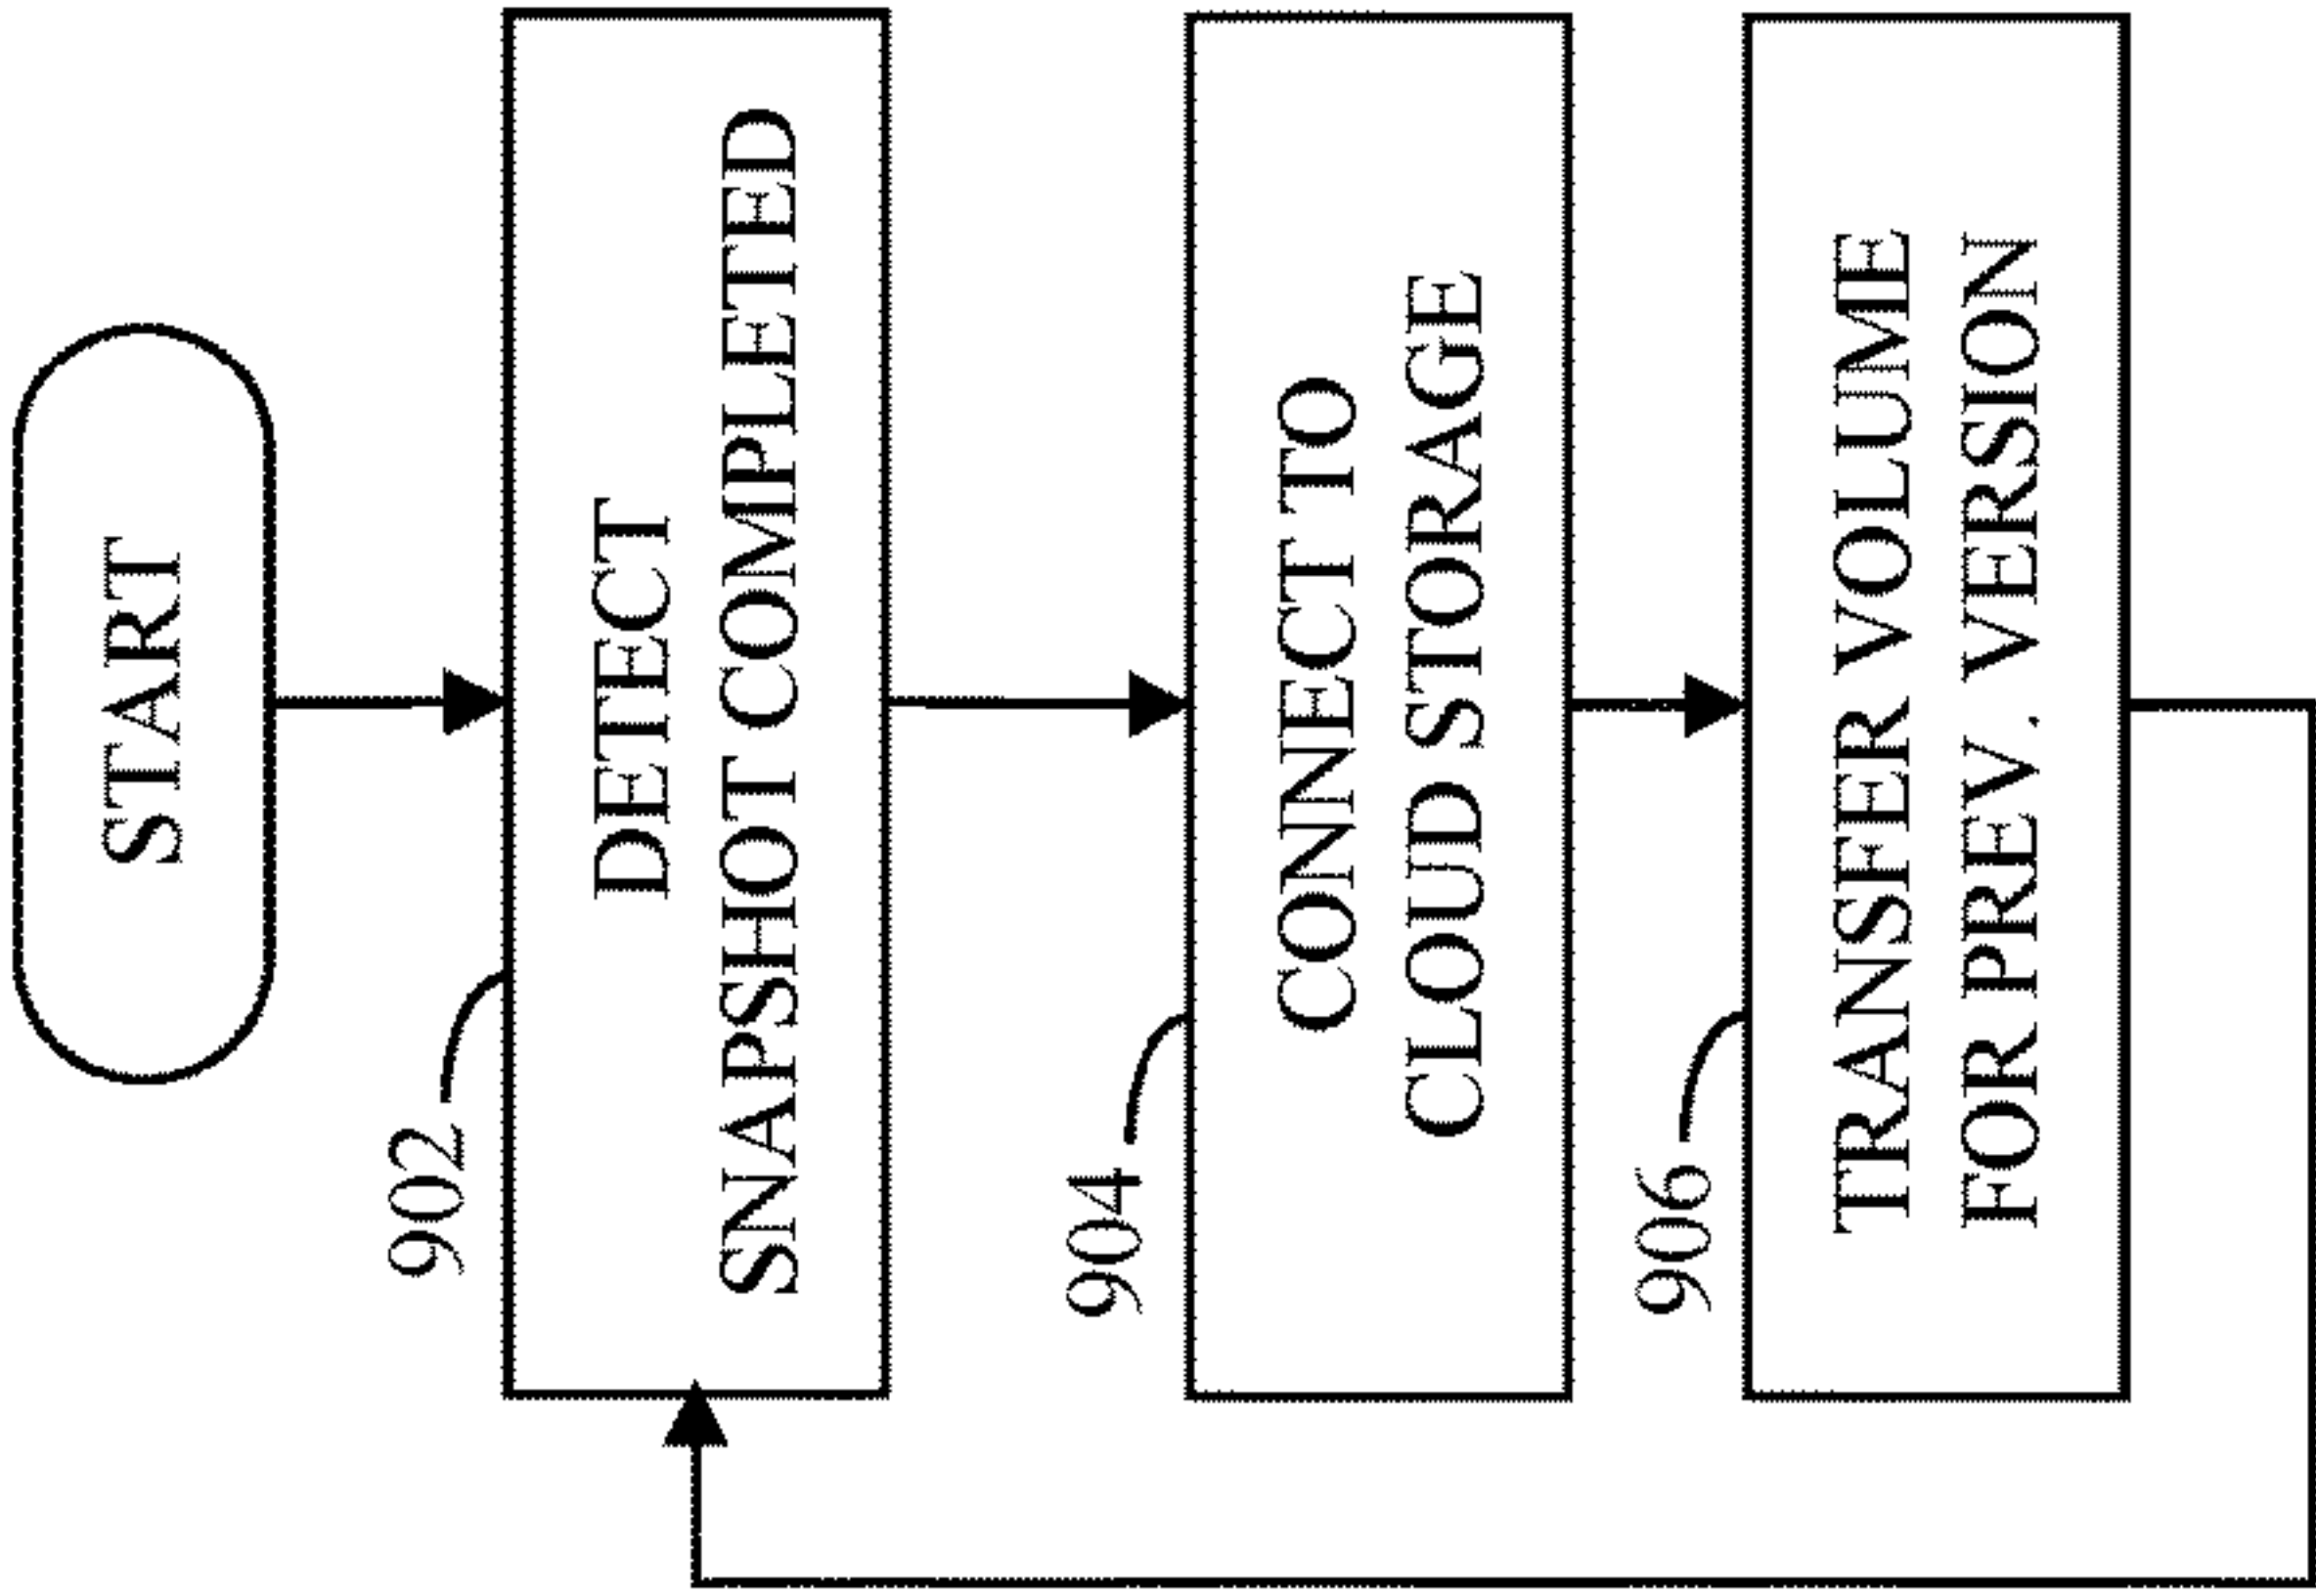 START
902
DETECT
SNAPSHOT COMPLETED
904
CONNECT TO
CLOUD STORAGE
906
TRANSFER VOLUME
FOR PREV. VERSION